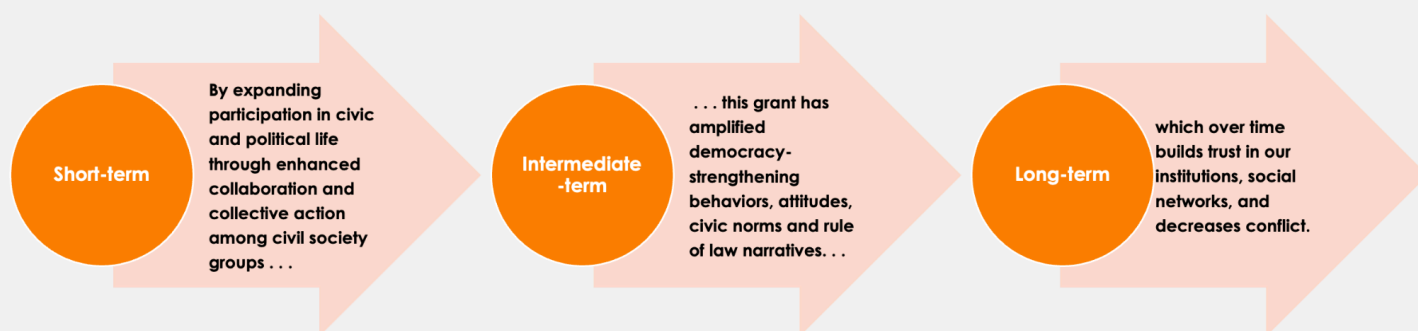 Short-term
By expanding
participation in civic
and political life
through enhanced
collaboration and
collective action
among civil society
groups . . .
Intermediate
-term
. . . this grant has
amplified
democracy-
strengthening
behaviors, attitudes,
civic norms and rule
of law narratives. . .
Long-term
which over time
builds trust in our
institutions, social
networks, and
decreases conflict.